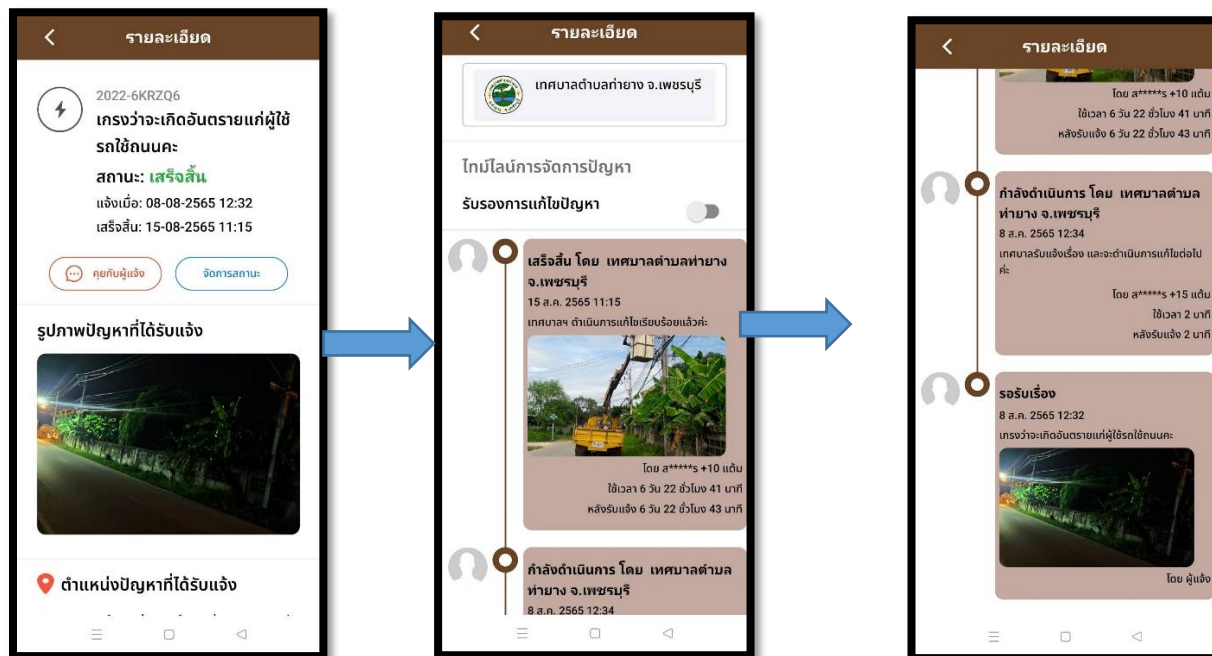 รายละเอียด
2022-6KRZQ6
เกรงว่าจะเกิดอันตรายแก่ผู้ใช้
รถใช้ถนนคะ
สถานะ: เสร็จสิ้น
แจ้งเมื่อ: 08-08-2565 12:32
เสร็จสิ้น: 15-08-2565 11:15
คุยกับผู้แจ้ง
จัดการสถานะ
รูปภาพปัญหาที่ได้รับแจ้ง
ตำแหน่งปัญหาที่ได้รับแจ้ง
รายละเอียด
เทศบาลตำบลท่ายาง จ.เพชรบุรี
ไทม์ไลน์การจัดการปัญหา
รับรองการแก้ไขปัญหา
เสร็จสิ้น โดย เทศบาลตำบลท่ายาง
จ.เพชรบุรี
15 ส.ค. 2565 11:15
เทศบาลฯ ดำเนินการแก้ไขเรียบร้อยแล้วค่ะ
โดย ส*****s +10 แต้ม
ใช้เวลา 6 วัน 22 ชั่วโมง 41 นาที
หลังรับแจ้ง 6 วัน 22 ชั่วโมง 43 นาที
กำลังดำเนินการ โดย เทศบาลตำบล
ท่ายาง จ.เพชรบุรี
8 ส.ค. 2565 12:34
รายละเอียด
โดย ส*****s +10 แต้ม
ใช้เวลา 6 วัน 22 ชั่วโมง 41 นาที
หลังรับแจ้ง 6 วัน 22 ชั่วโมง 43 นาที
กำลังดำเนินการ โดย เทศบาลตำบล
ท่ายาง จ.เพชรบุรี
8 ส.ค. 2565 12:34
เทศบาลรับแจ้งเรื่อง และจะดำเนินการแก้ไขต่อไป
ค่ะ
โดย ส*****s +15 แต้ม
ใช้เวลา 2 นาที
หลังรับแจ้ง 2 นาที
รอรับเรื่อง
8 ส.ค. 2565 12:32
เกรงว่าจะเกิดอันตรายแก่ผู้ใช้รถใช้ถนนคะ
โดย ผู้แจ้ง